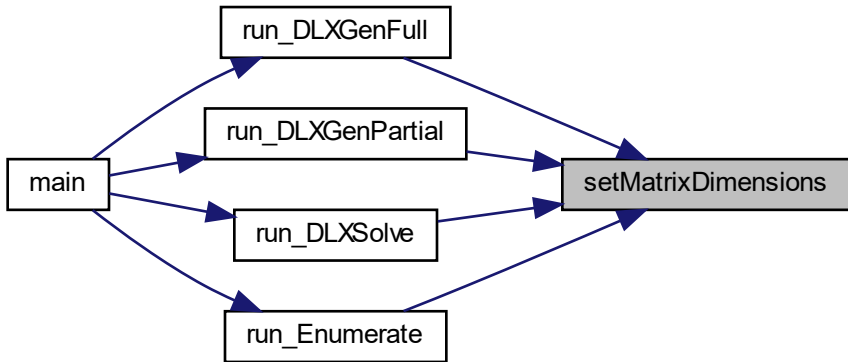 run_DLXGenFull
run_DLXGenPartial
main
setMatrixDimensions
run_DLXSolve
run_Enumerate